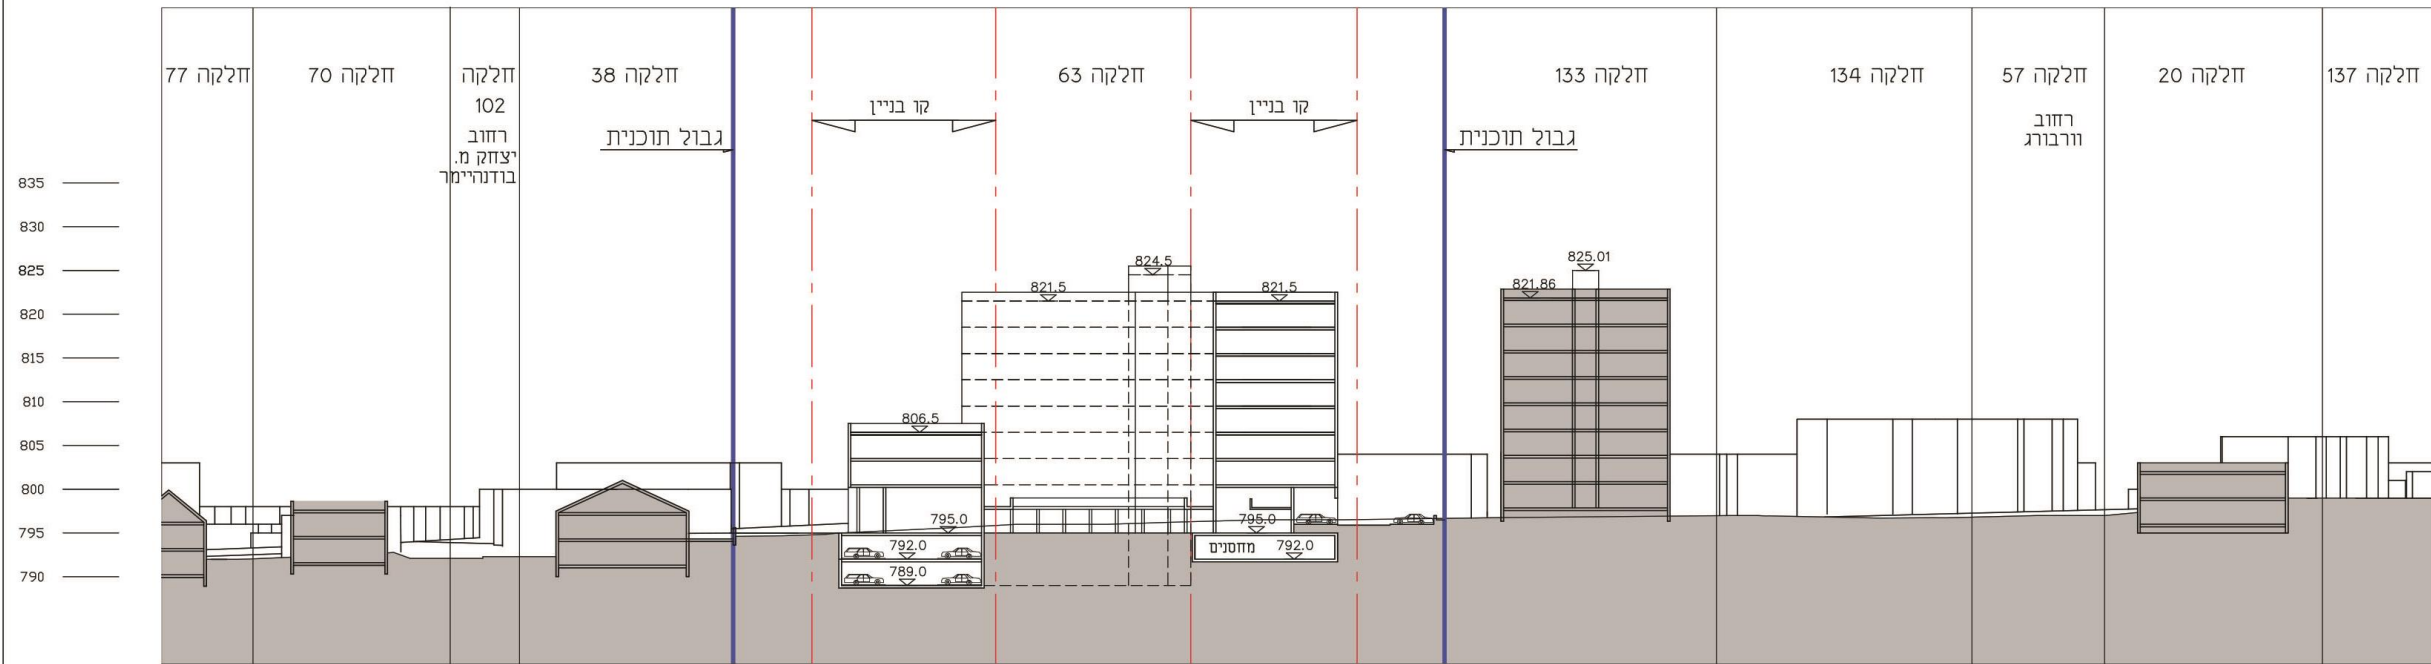 חלקה 77
חלקה 70
חלקה
102
רחוב
יצחק מ.
בודנהיימר
חלקה 38
גבול תוכנית
קו בניין
חלקה 63
קו בניין
גבול תוכנית
חלקה 133
חלקה 134
חלקה 57
רחוב
וורבורג
חלקה 20
חלקה 137
835
830
825
820
815
810
805
800
795
790
824.5
821.5
821.5
806.5
795.0
792.0
789.0
795.0
מחסנים 792.0
825.01
821.86